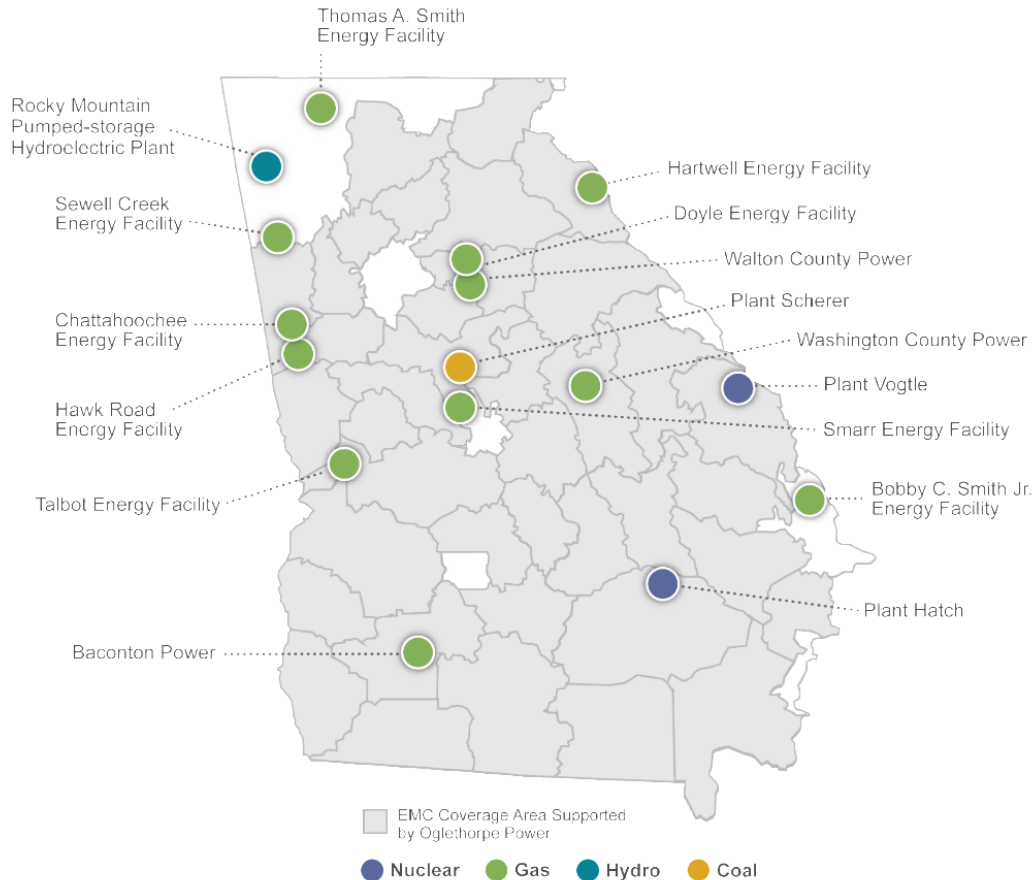 Thomas A. Smith
Energy Facility
Rocky Mountain
Pumped-storage
Hydroelectric Plant
Sewell Creek
Energy Facility
Chattahoochee
Energy Facility
Hawk Road
Energy Facility
Talbot Energy Facility
Baconton Power
Hartwell Energy Facility
Doyle Energy Facility
Walton County Power
Plant Scherer
Washington County Power
Plant Vogtle
Smarr Energy Facility
Bobby C. Smith Jr.
Energy Facility
Plant Hatch
EMC Coverage Area Supported
by Oglethorpe Power
Nuclear Gas Hydro Coal